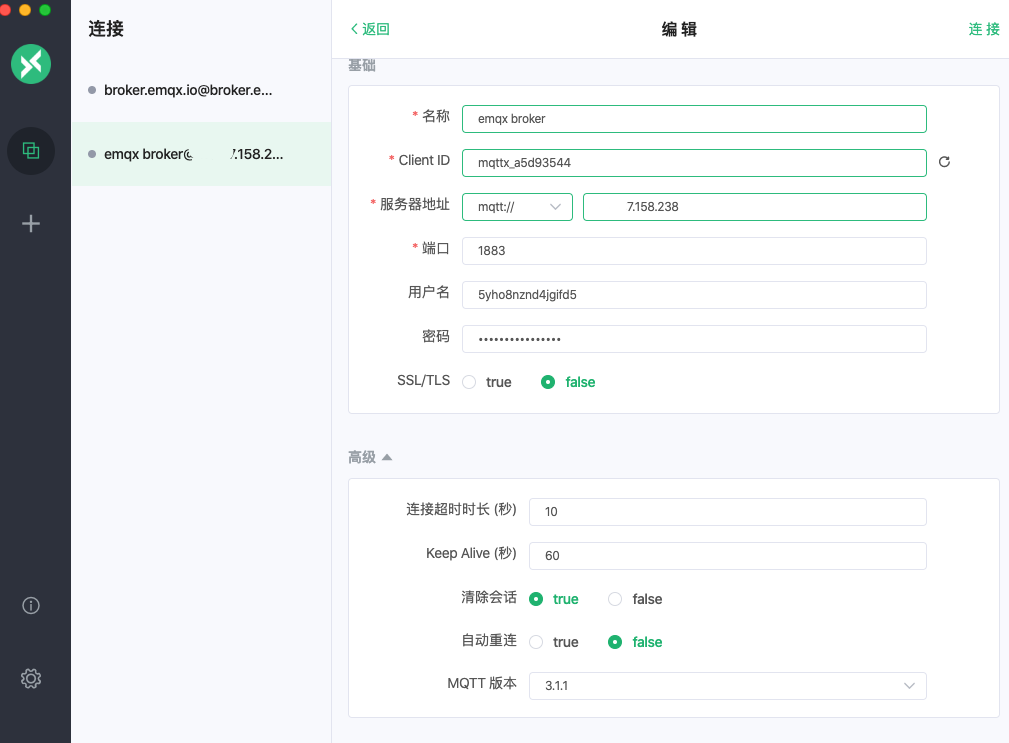 连接
返回
编 辑
连 接
broker.emqx.io@broker.e...
emqx broker@ 7.158.2...
基础
* 名称 emqx broker
* Client ID mqttx_a5d93544
* 服务器地址 mqtt:// 7.158.238
* 端口 1883
用户名 5yho8nznd4jgifd5
密码 ••••••••••••••••
SSL/TLS true false
高级
连接超时时长 (秒) 10
Keep Alive (秒) 60
清除会话 true false
自动重连 true false
MQTT 版本 3.1.1